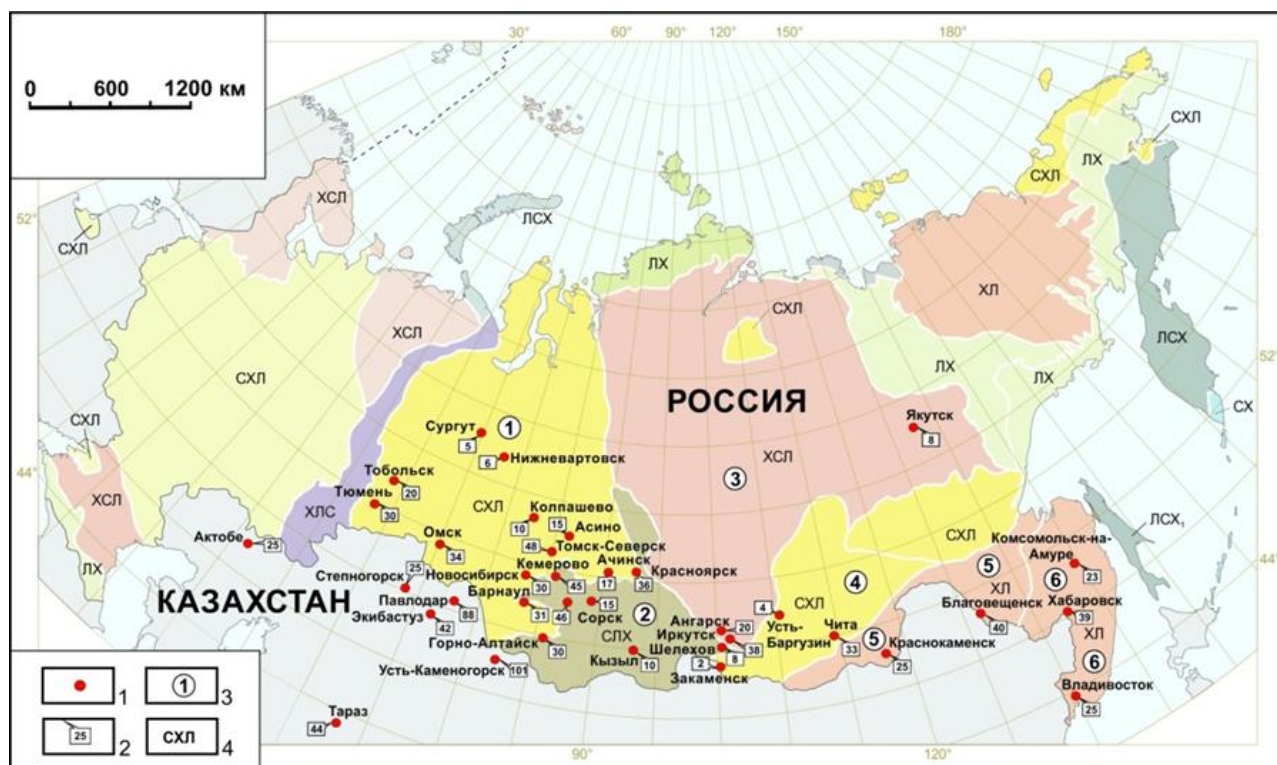 30° 60° 90° 120° 150° 180°
0 600 1200 км
52°
44°
52°
44°
90°
120°
СХЛ
ХСЛ
ЛСХ
ЛХ
СХЛ
СХЛ
ЛХ
СХЛ
ХЛ
ЛСХ
СХ
ХСЛ
СХЛ
СХЛ
ХСЛ
ЛХ
ХЛС
РОССИЯ
ХСЛ
3
ЛХ
ЛХ
Якутск
8
Сургут
5
1
6
Нижневартовск
СХЛ
Тобольск
20
Тюмень
30
Колпашево
10
15
Асино
48
Томск-Северск
Омск
34
Кемерово
45
Ачинск
17
Красноярск
36
Новосибирск
30
Барнаул
31
46
15
Сорск
2
СЛХ
Горно-Алтайск
30
Кызыл
10
Актобе
25
КАЗАХСТАН
Степногорск
25
Павлодар
88
Экибастуз
42
Усть-Каменогорск
101
Тараз
44
Ангарск
20
Иркутск
38
Шелехов
8
2
Закаменск
4
Усть-
Баргузин
4
СХЛ
СХЛ
Чита
33
5
Краснокаменск
25
5
ХЛ
Благовещенск
40
Комсомольск-на-
Амуре
23
6
Хабаровск
39
ХЛ
6
Владивосток
25
ЛСХ₁
1
1 3
25 2
СХЛ 4